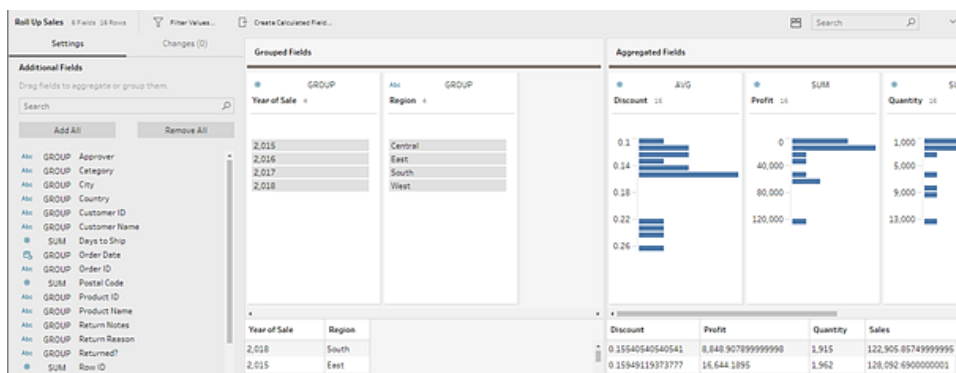 Roll Up Sales 6 Fields 16 Rows Filter Values... Create Calculated Field... Search
Settings Changes (0)
Additional Fields
Drag fields to aggregate or group them.
Search
Add All Remove All
Abc GROUP Approver
Abc GROUP Category
Abc GROUP City
Abc GROUP Country
Abc GROUP Customer ID
Abc GROUP Customer Name
SUM Days to Ship
GROUP Order Date
Abc GROUP Order ID
SUM Postal Code
Abc GROUP Product ID
Abc GROUP Product Name
Abc GROUP Return Notes
Abc GROUP Return Reason
Abc GROUP Returned?
SUM Row ID
Grouped Fields
GROUP
Year of Sale 4
2,015
2,016
2,017
2,018
Abc GROUP
Region 4
Central
East
South
West
Aggregated Fields
AVG
Discount 16
0.1
0.14
0.18
0.22
0.26
SUM
Profit 16
0
40,000
80,000
120,000
Quantity 16
1,000
5,000
9,000
13,000
Year of Sale Region
2,018 South
2,015 East
Discount Profit Quantity Sales
0.15540540540541 8,848.907899999998 1,915 122,905.85749999995
0.15949119373777 16,644.1895 1,962 128,092.6900000001